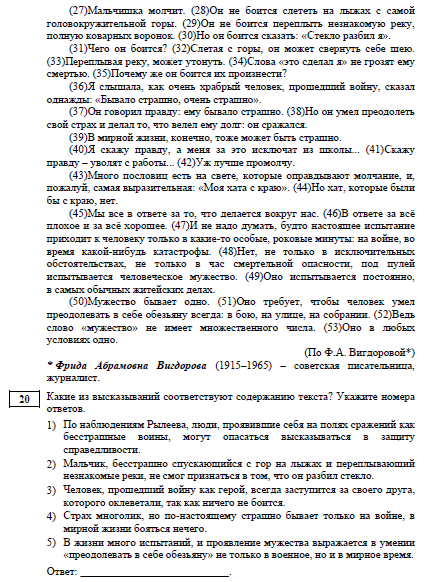 (27)Мальчишка молчит. (28)Он не боится слететь на лыжах с самой
головокружительной горы. (29)Он не боится переплыть незнакомую реку,
полную коварных воронок. (30)Но он боится сказать: «Стекло разбил я».
(31)Чего он боится? (32)Слетая с горы, он может свернуть себе шею.
(33)Переплывая реку, может утонуть. (34)Слова «это сделал я» не грозят ему
смертью. (35)Почему же он боится их произнести?
(36)Я слышала, как очень храбрый человек, прошедший войну, сказал
однажды: «Бывало страшно, очень страшно».
(37)Он говорил правду: ему бывало страшно. (38)Но он умел преодолеть
свой страх и делал то, что велел ему долг: он сражался.
(39)В мирной жизни, конечно, тоже может быть страшно.
(40)Я скажу правду, а меня за это исключат из школы... (41)Скажу
правду – уволят с работы... (42)Уж лучше промолчу.
(43)Много пословиц есть на свете, которые оправдывают молчание, и,
пожалуй, самая выразительная: «Моя хата с краю». (44)Но хат, которые были
бы с краю, нет.
(45)Мы все в ответе за то, что делается вокруг нас. (46)В ответе за всё
плохое и за всё хорошее. (47)И не надо думать, будто настоящее испытание
приходит к человеку только в какие-то особые, роковые минуты: на войне, во
время какой-нибудь катастрофы. (48)Нет, не только в исключительных
обстоятельствах, не только в час смертельной опасности, под пулей
испытывается человеческое мужество. (49)Оно испытывается постоянно,
в самых обычных житейских делах.
(50)Мужество бывает одно. (51)Оно требует, чтобы человек умел
преодолевать в себе обезьяну всегда: в бою, на улице, на собрании. (52)Ведь
слово «мужество» не имеет множественного числа. (53)Оно в любых
условиях одно.
(По Ф.А. Вигдоровой*)
* Фрида Абрамовна Вигдорова (1915–1965) – советская писательница,
журналист.
20 Какие из высказываний соответствуют содержанию текста? Укажите номера
ответов.
1) По наблюдениям Рылеева, люди, проявившие себя на полях сражений как
бесстрашные воины, могут опасаться высказываться в защиту
справедливости.
2) Мальчик, бесстрашно спускающийся с гор на лыжах и переплывающий
незнакомые реки, не смог признаться в том, что он разбил стекло.
3) Человек, прошедший войну как герой, всегда заступится за своего друга,
которого оклеветали, так как ничего не боится.
4) Страх многолик, но по-настоящему страшно бывает только на войне, в
мирной жизни бояться нечего.
5) В жизни много испытаний, и проявление мужества выражается в умении
«преодолевать в себе обезьяну» не только в военное, но и в мирное время.
Ответ: ____________________________.